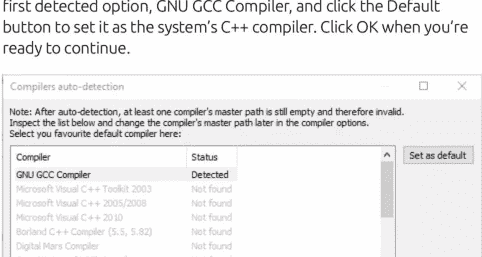 first detected option, GNU GCC Compiler, and click the Default
button to set it as the system's C++ compiler. Click OK when you're
ready to continue.
Compilers auto-detection
Note: After auto-detection, at least one compiler's master path is still empty and therefore invalid.
Inspect the list below and change the compiler's master path later in the compiler options.
Select you favourite default compiler here:
Compiler Status
Set as default
GNU GCC Compiler Detected
Microsoft Visual C++ Toolkit 2003 Not found
Microsoft Visual C++ 2005/2008 Not found
Microsoft Visual C++ 2010 Not found
Borland C++ Compiler (5.5, 5.82) Not found
Digital Mars Compiler Not found